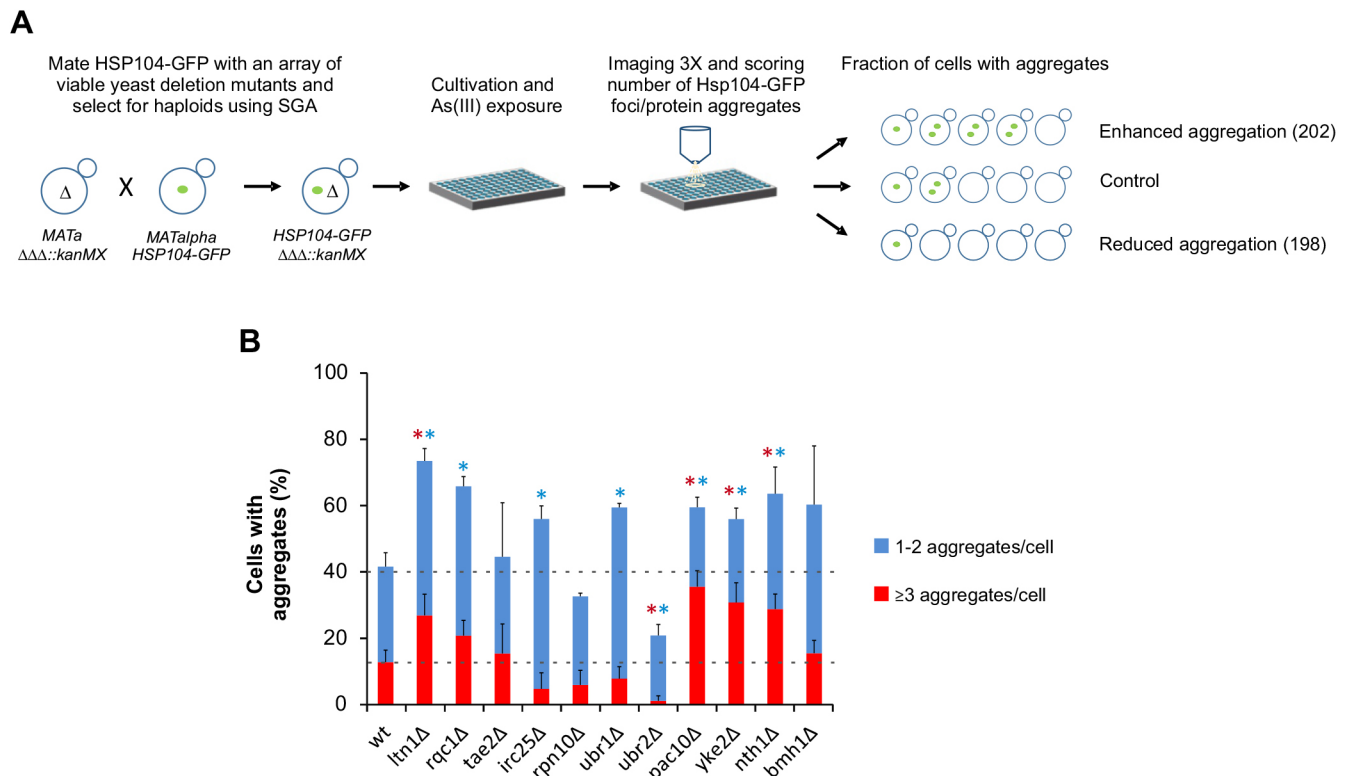 A
Mate HSP104-GFP with an array of
viable yeast deletion mutants and
select for haploids using SGA
Cultivation and
As(III) exposure
Imaging 3X and scoring
number of Hsp104-GFP
foci/protein aggregates
Fraction of cells with aggregates
Δ
X
Δ
MATa
ΔΔΔ::kanMX
MATalpha
HSP104-GFP
HSP104-GFP
ΔΔΔ::kanMX
Enhanced aggregation (202)
Control
Reduced aggregation (198)
B
Cells with
aggregates (%)
100
80
60
40
20
0
* *
*
*
*
* *
* *
* *
* *
wt
ltn1Δ
rqc1Δ
tae2Δ
irc25Δ
rpn10Δ
ubr1Δ
ubr2Δ
pac10Δ
yke2Δ
nth1Δ
bmh1Δ
1-2 aggregates/cell
≥3 aggregates/cell